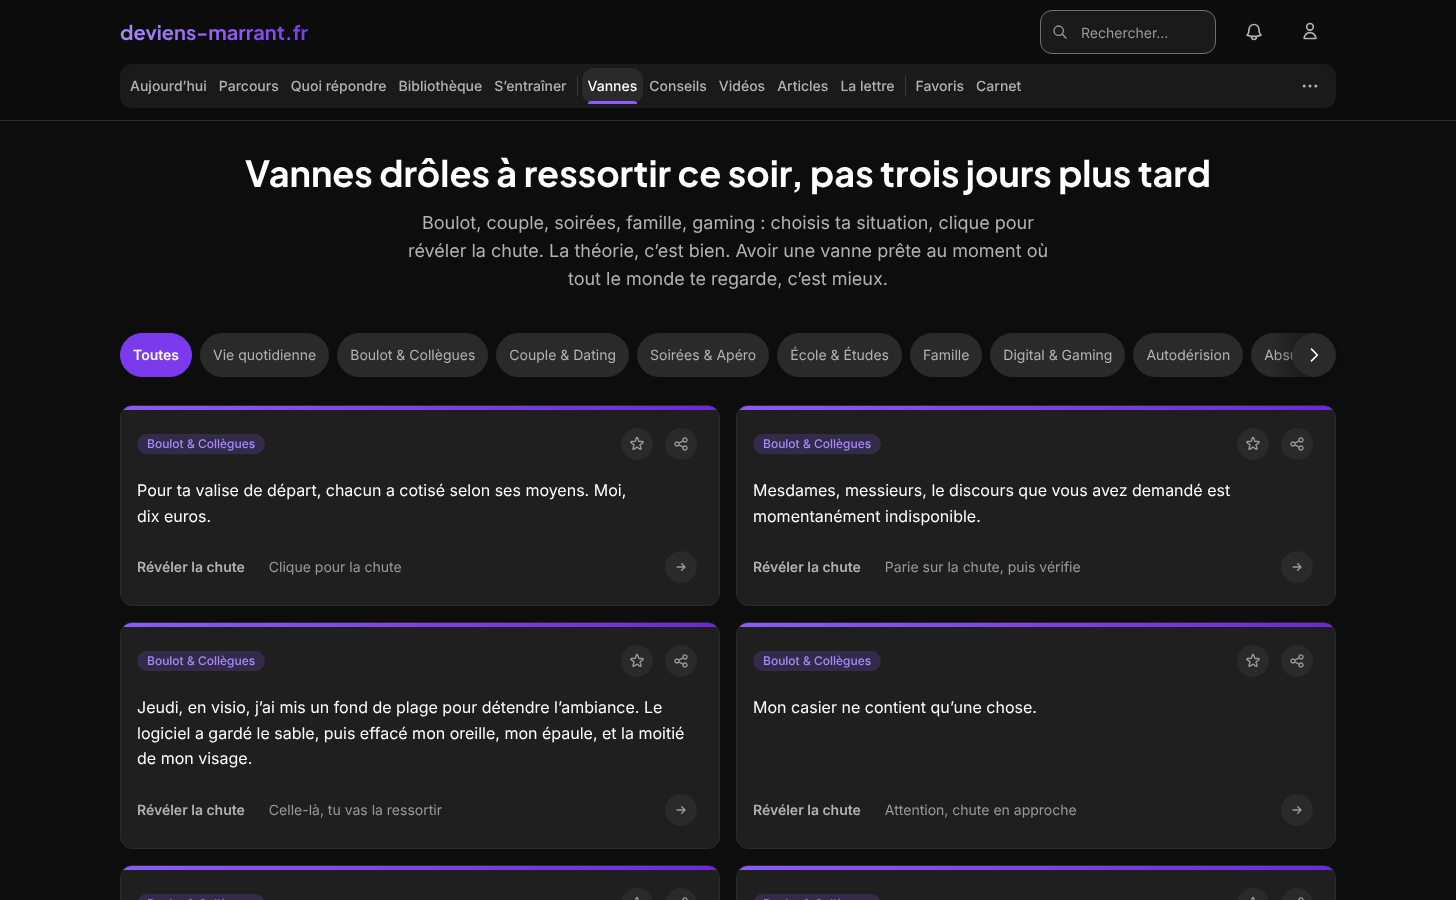 deviens-marrant.fr
Rechercher...
Aujourd’hui Parcours Quoi répondre Bibliothèque S’entraîner Vannes Conseils Vidéos Articles La lettre Favoris Carnet
Vannes drôles à ressortir ce soir, pas trois jours plus tard
Boulot, couple, soirées, famille, gaming : choisis ta situation, clique pour
révéler la chute. La théorie, c’est bien. Avoir une vanne prête au moment où
tout le monde te regarde, c’est mieux.
Toutes Vie quotidienne Boulot & Collègues Couple & Dating Soirées & Apéro École & Études Famille Digital & Gaming Autodérision
Boulot & Collègues
Pour ta valise de départ, chacun a cotisé selon ses moyens. Moi,
dix euros.
Révéler la chute Clique pour la chute
Boulot & Collègues
Mesdames, messieurs, le discours que vous avez demandé est
momentanément indisponible.
Révéler la chute Parie sur la chute, puis vérifie
Boulot & Collègues
Jeudi, en visio, j’ai mis un fond de plage pour détendre l’ambiance. Le
logiciel a gardé le sable, puis effacé mon oreille, mon épaule, et la moitié
de mon visage.
Révéler la chute Celle-là, tu vas la ressortir
Boulot & Collègues
Mon casier ne contient qu’une chose.
Révéler la chute Attention, chute en approche